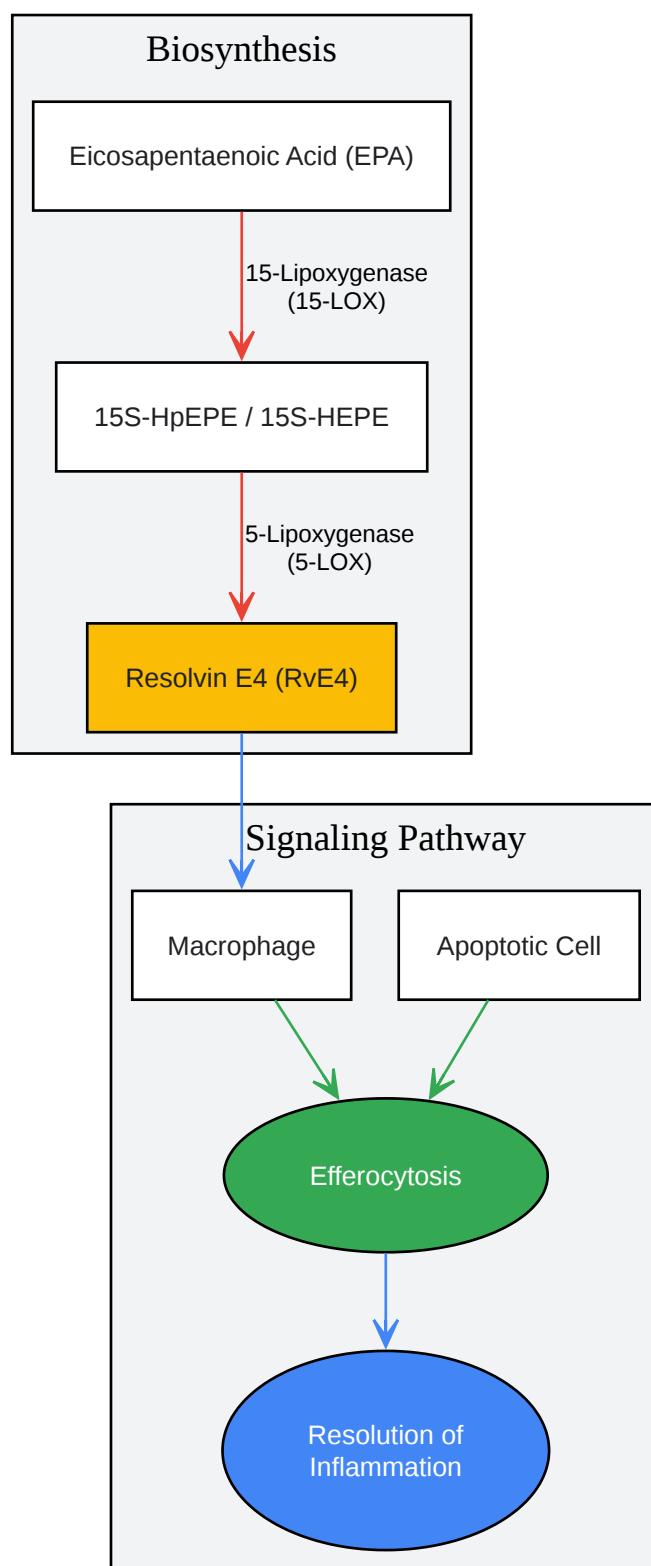 Biosynthesis
Eicosapentaenoic Acid (EPA)
15-Lipoxygenase
(15-LOX)
15S-HpEPE / 15S-HEPE
5-Lipoxygenase
(5-LOX)
Resolvin E4 (RvE4)
Signaling Pathway
Macrophage
Apoptotic Cell
Efferocytosis
Resolution of
Inflammation